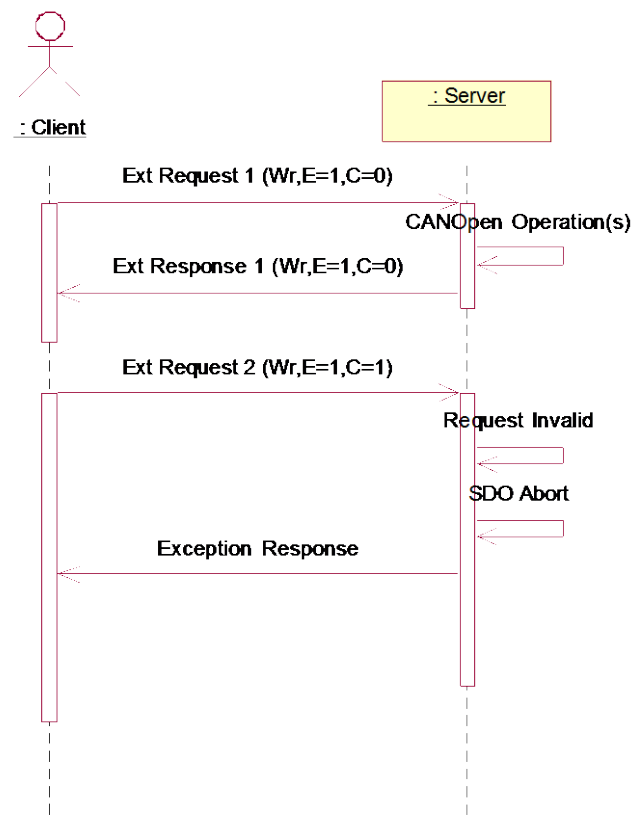 : Server
: Client
Ext Request 1 (Wr,E=1,C=0)
CANOpen Operation(s)
Ext Response 1 (Wr,E=1,C=0)
Ext Request 2 (Wr,E=1,C=1)
Request Invalid
SDO Abort
Exception Response